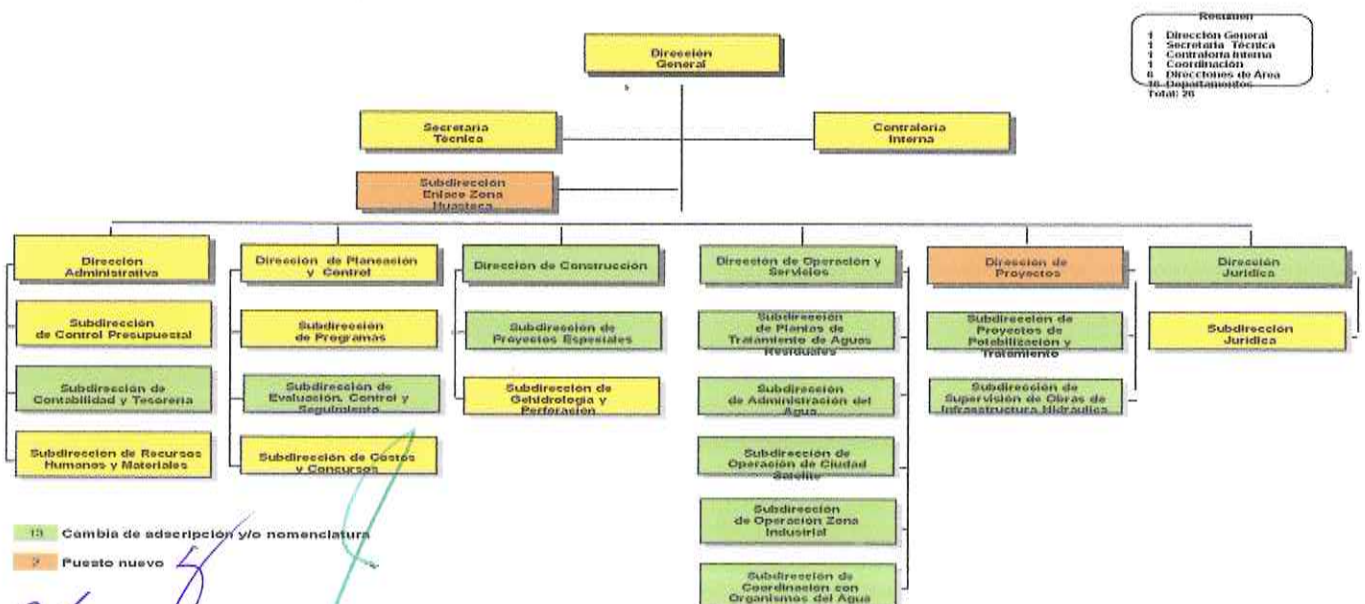 Resumen
1 Dirección General
1 Secretaría Técnica
1 Contraloría Interna
1 Coordinación
6 Direcciones de Área
16 Departamentos
Total: 26
Dirección
General
Secretaría
Técnica
Contraloría
Interna
Subdirección
Enlace Zona
Huasteca
Dirección
Administrativa
Dirección de Planeación
y Control
Dirección de Construcción
Dirección de Operación y
Servicios
Dirección de
Proyectos
Dirección
Jurídica
Subdirección
de Control Presupuestal
Subdirección
de Programas
Subdirección de
Proyectos Especiales
Subdirección
de Plantas de
Tratamiento de Aguas
Residuales
Subdirección de
Proyectos de
Potabilización y
Tratamiento
Subdirección
Jurídica
Subdirección de
Contabilidad y Tesorería
Subdirección de
Evaluación, Control y
Seguimiento
Subdirección de
Gehidrología y
Perforación
Subdirección
de Administración del
Agua
Subdirección de
Supervisión de Obras de
Infraestructura Hidráulica
Subdirección de Recursos
Humanos y Materiales
Subdirección de Costos
y Concursos
Subdirección de
Operación de Ciudad
Satélite
Subdirección
de Operación Zona
Industrial
Subdirección de
Coordinación con
Organismos del Agua
13 Cambia de adscripción y/o nomenclatura
2 Puesto nuevo